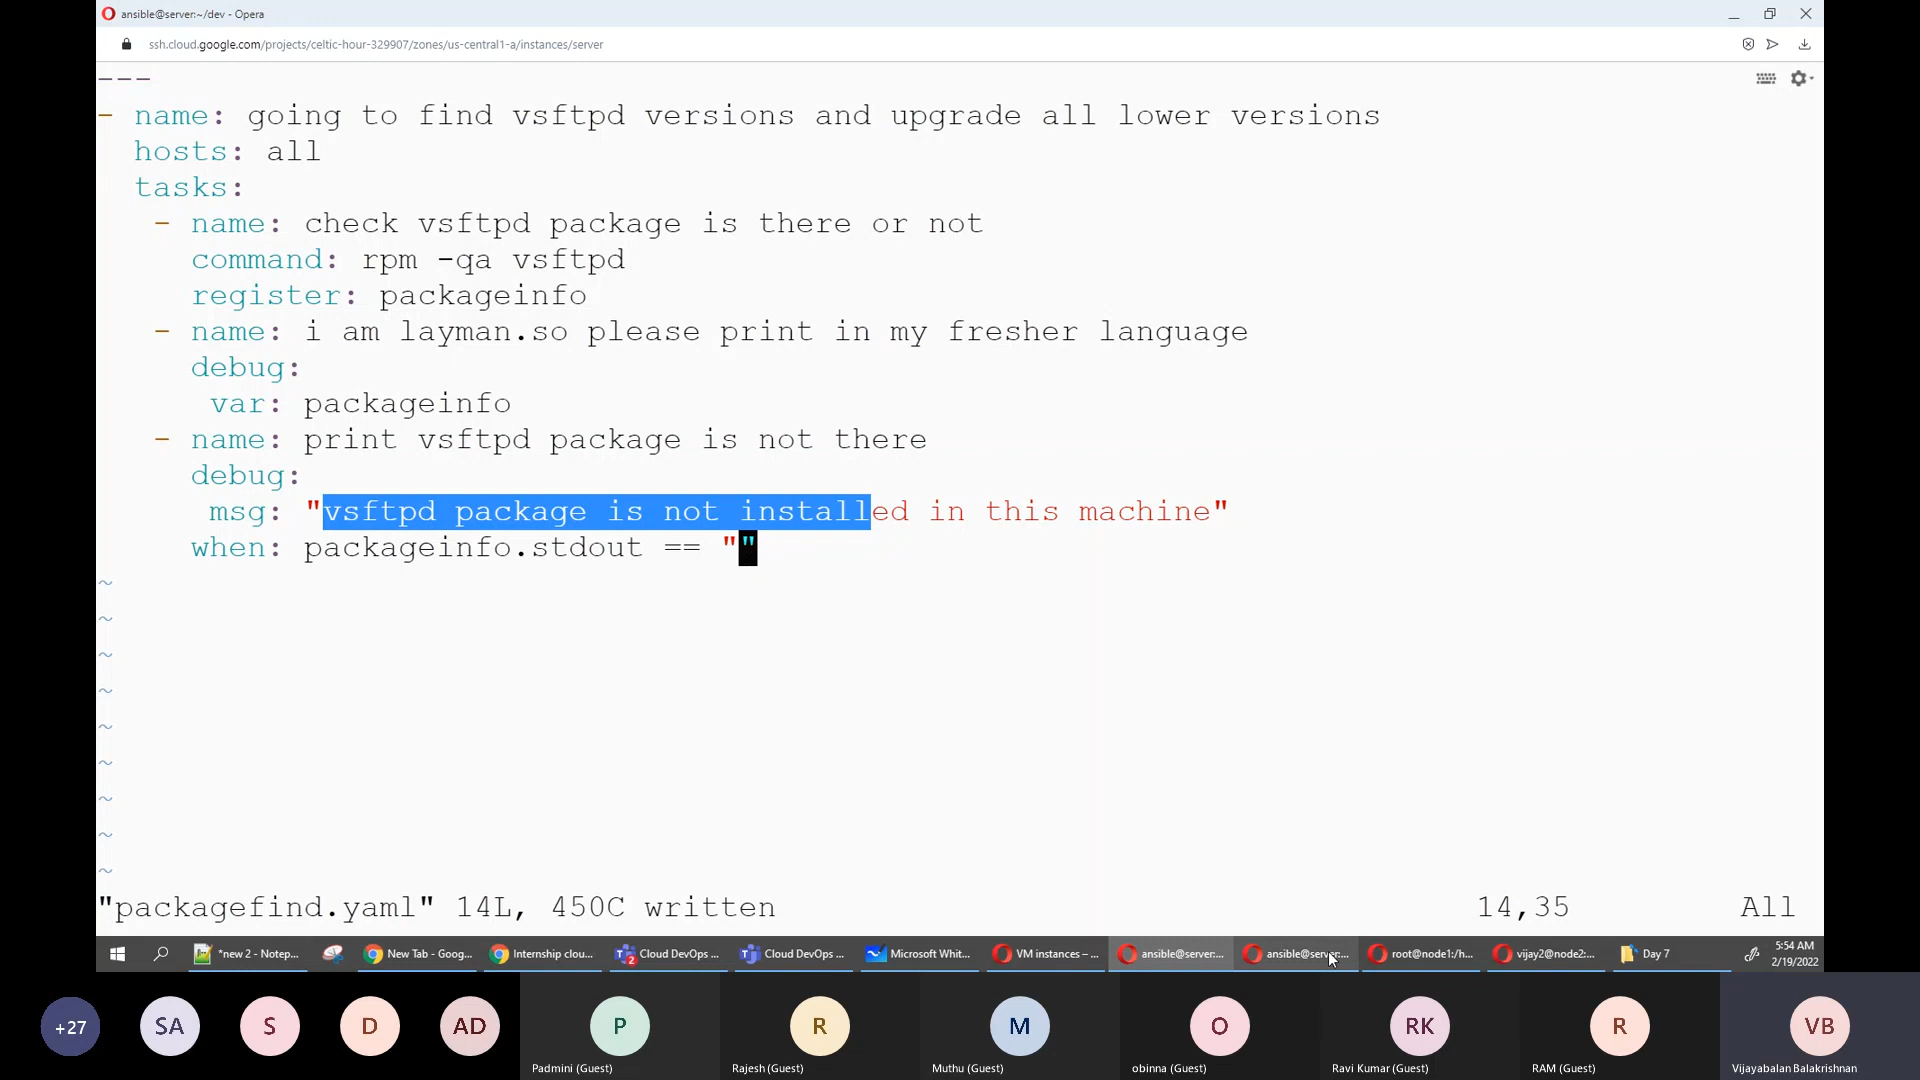 ansible@server:~/dev - Opera
ssh.cloud.google.com/projects/celtic-hour-329907/zones/us-central1-a/instances/server
---
- name: going to find vsftpd versions and upgrade all lower versions
  hosts: all
  tasks:
   - name: check vsftpd package is there or not
     command: rpm -qa vsftpd
     register: packageinfo
   - name: i am layman.so please print in my fresher language
     debug:
      var: packageinfo
   - name: print vsftpd package is not there
     debug:
      msg: "vsftpd package is not installed in this machine"
     when: packageinfo.stdout == ""
~
~
~
~
~
~
~
~
~
"packagefind.yaml" 14L, 450C written 14,35 All
*new 2 - Notep... New Tab - Goog... Internship clou... 2 Cloud DevOps ... Cloud DevOps ... Microsoft Whit... VM instances – ... ansible@server:... ansible@server:... root@node1:/h... vijay2@node2:... Day 7 5:54 AM
2/19/2022
+27 SA S D AD P R M O RK R VB
Padmini (Guest) Rajesh (Guest) Muthu (Guest) obinna (Guest) Ravi Kumar (Guest) RAM (Guest) Vijayabalan Balakrishnan